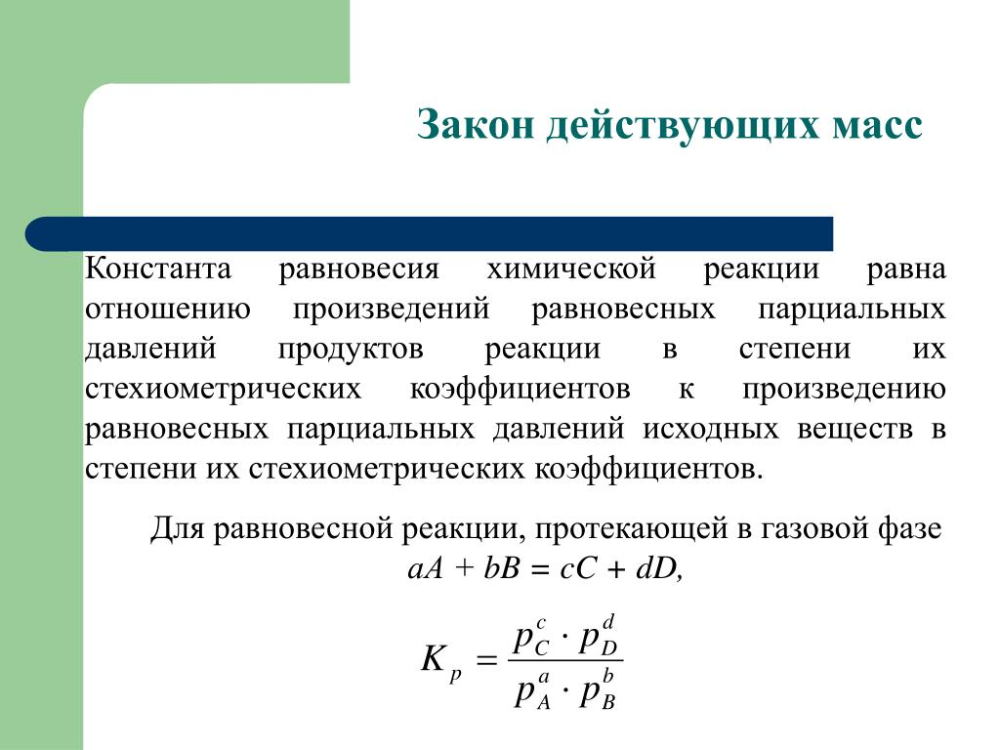 Закон действующих масс
Константа равновесия химической реакции равна
отношению произведений равновесных парциальных
давлений продуктов реакции в степени их
стехиометрических коэффициентов к произведению
равновесных парциальных давлений исходных веществ в
степени их стехиометрических коэффициентов.
Для равновесной реакции, протекающей в газовой фазе
aA + bB = cC + dD,
K_p = \frac{p_C^c \cdot p_D^d}{p_A^a \cdot p_B^b}